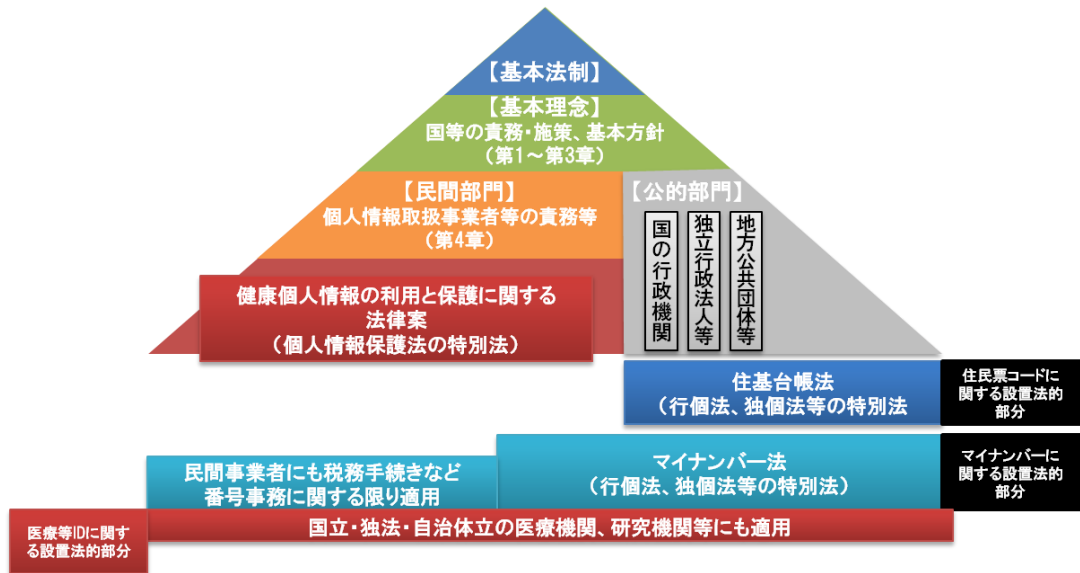 【基本法制】
【基本理念】
国等の責務・施策、基本方針
（第1～第3章）
【民間部門】
個人情報取扱事業者等の責務等
（第4章）
【公的部門】
国の行政機関
独立行政法人等
地方公共団体等
健康個人情報の利用と保護に関する
法律案
（個人情報保護法の特別法）
住基台帳法
（行個法、独個法等の特別法
住民票コードに
関する設置法的
部分
民間事業者にも税務手続きなど
番号事務に関する限り適用
マイナンバー法
（行個法、独個法等の特別法）
マイナンバーに
関する設置法的
部分
医療等IDに関す
る設置法的部分
国立・独法・自治体立の医療機関、研究機関等にも適用